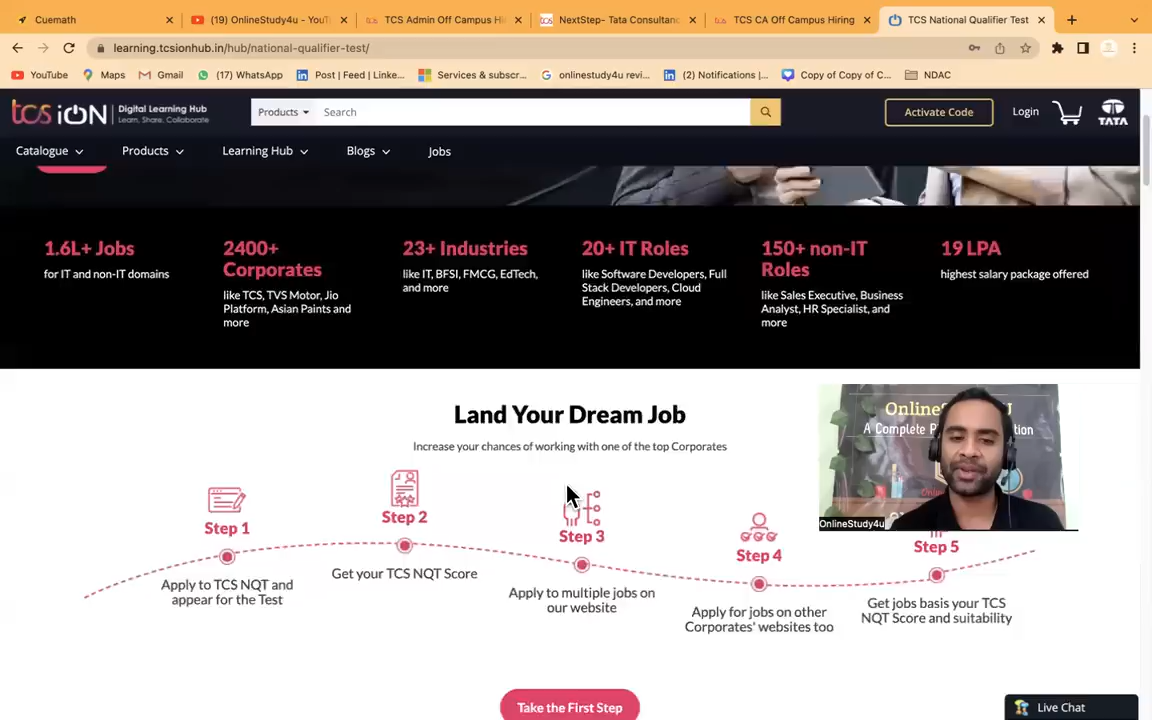 Cuemath
(19) OnlineStudy4u - YouT
TCS Admin Off Campus Hi
NextStep- Tata Consultanc
TCS CA Off Campus Hiring
TCS National Qualifier Test
learning.tcsionhub.in/hub/national-qualifier-test/
YouTube
Maps
Gmail
(17) WhatsApp
Post | Feed | Linke...
Services & subscr...
onlinestudy4u revi...
(2) Notifications |...
Copy of Copy of C...
NDAC
tcs iON
Digital Learning Hub
Learn. Share. Collaborate
Products
Search
Activate Code
Login
TATA
Catalogue
Products
Learning Hub
Blogs
Jobs
1.6L+ Jobs
for IT and non-IT domains
2400+
Corporates
like TCS, TVS Motor, Jio
Platform, Asian Paints and
more
23+ Industries
like IT, BFSI, FMCG, EdTech,
and more
20+ IT Roles
like Software Developers, Full
Stack Developers, Cloud
Engineers, and more
150+ non-IT
Roles
like Sales Executive, Business
Analyst, HR Specialist, and
more
19 LPA
highest salary package offered
Land Your Dream Job
Increase your chances of working with one of the top Corporates
Step 1
Apply to TCS NQT and
appear for the Test
Step 2
Get your TCS NQT Score
Step 3
Apply to multiple jobs on
our website
Step 4
Apply for jobs on other
Corporates' websites too
Step 5
Get jobs basis your TCS
NQT Score and suitability
A Complete
OnlineStudy4u
Take the First Step
Live Chat